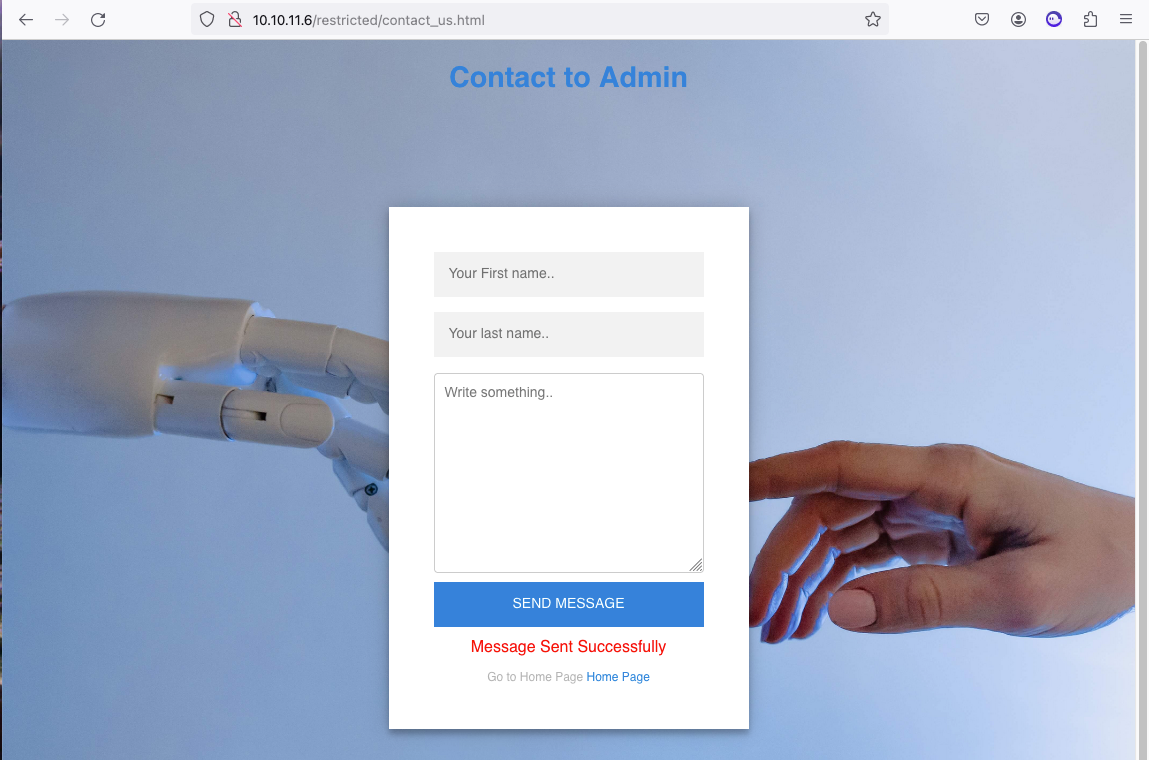 10.10.11.6/restricted/contact_us.html
Contact to Admin
Your First name..
Your last name..
Write something..
SEND MESSAGE
Message Sent Successfully
Go to Home Page Home Page